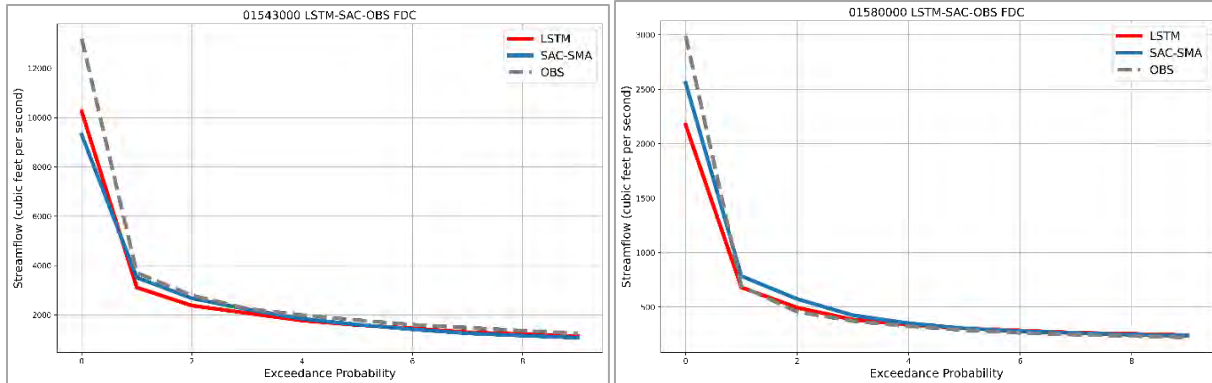 01543000 LSTM-SAC-OBS FDC
LSTM
SAC-SMA
OBS
Streamflow (cubic feet per second)
12000
10000
8000
6000
4000
2000
0
2
4
6
8
Exceedance Probability
01580000 LSTM-SAC-OBS FDC
LSTM
SAC-SMA
OBS
Streamflow (cubic feet per second)
3000
2500
2000
1500
1000
500
0
2
4
6
8
Exceedance Probability